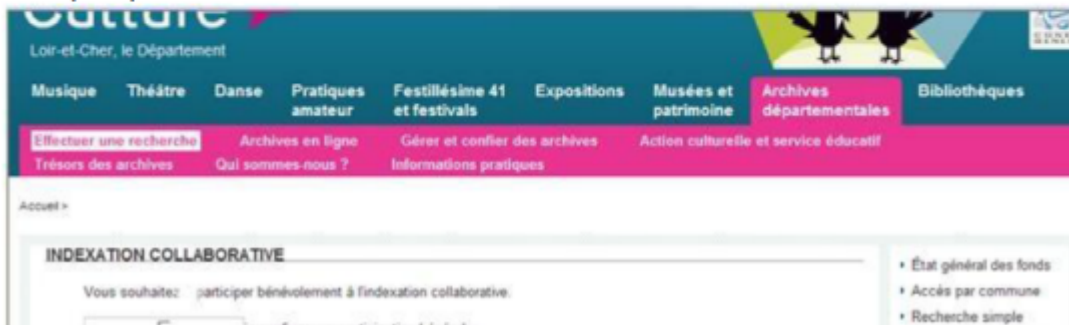 Culture
Loir-et-Cher, le Département
Musique Théâtre Danse Pratiques amateur Festillésime 41 et festivals Expositions Musées et patrimoine Archives départementales Bibliothèques
Effectuer une recherche Archives en ligne Gérer et confier des archives Action culturelle et service éducatif
Trésors des archives Qui sommes-nous ? Informations pratiques
Accueil >
INDEXATION COLLABORATIVE
Vous souhaitez participer bénévolement à l'indexation collaborative.
État général des fonds
Accès par commune
Recherche simple